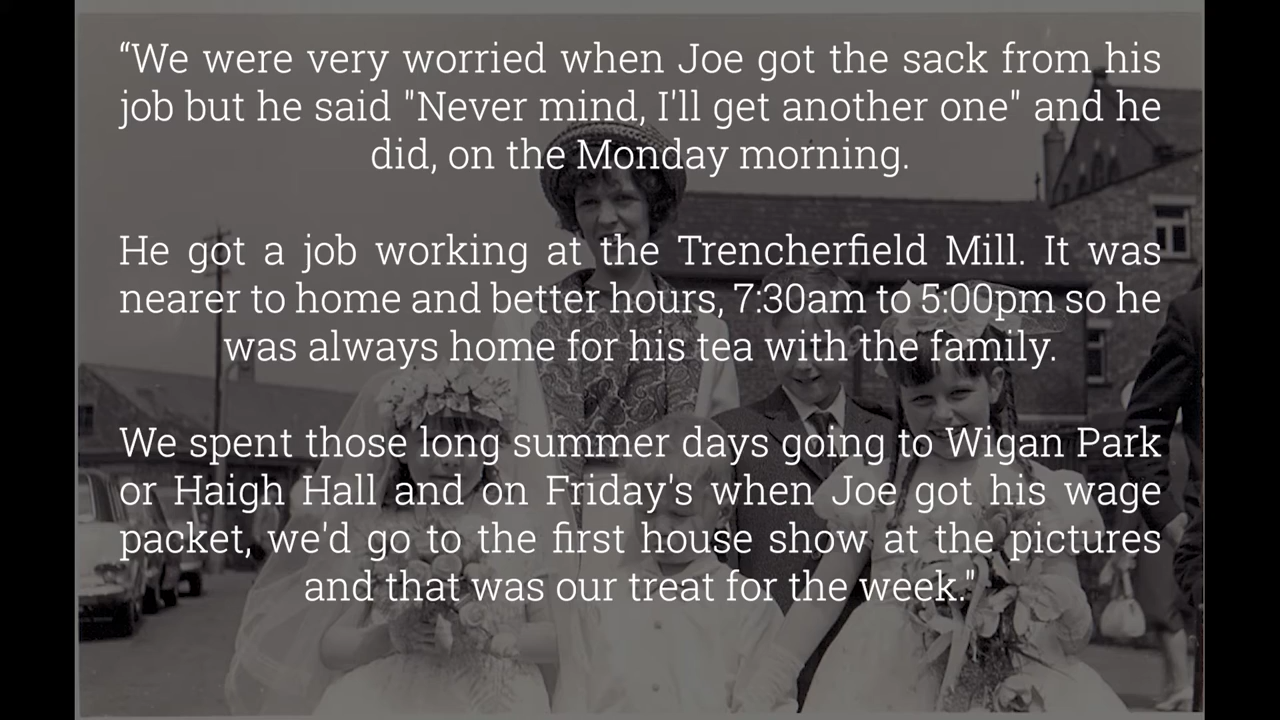 “We were very worried when Joe got the sack from his
job but he said "Never mind, I'll get another one" and he
did, on the Monday morning.
He got a job working at the Trencherfield Mill. It was
nearer to home and better hours, 7:30am to 5:00pm so he
was always home for his tea with the family.
We spent those long summer days going to Wigan Park
or Haigh Hall and on Friday's when Joe got his wage
packet, we'd go to the first house show at the pictures
and that was our treat for the week."